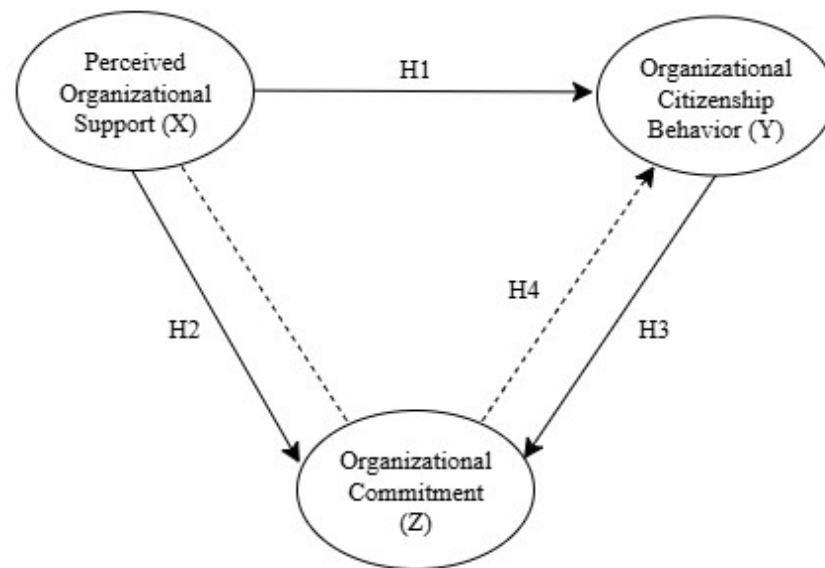 Perceived
Organizational
Support (X)
H1
Organizational
Citizenship
Behavior (Y)
H2
H4
H3
Organizational
Commitment
(Z)